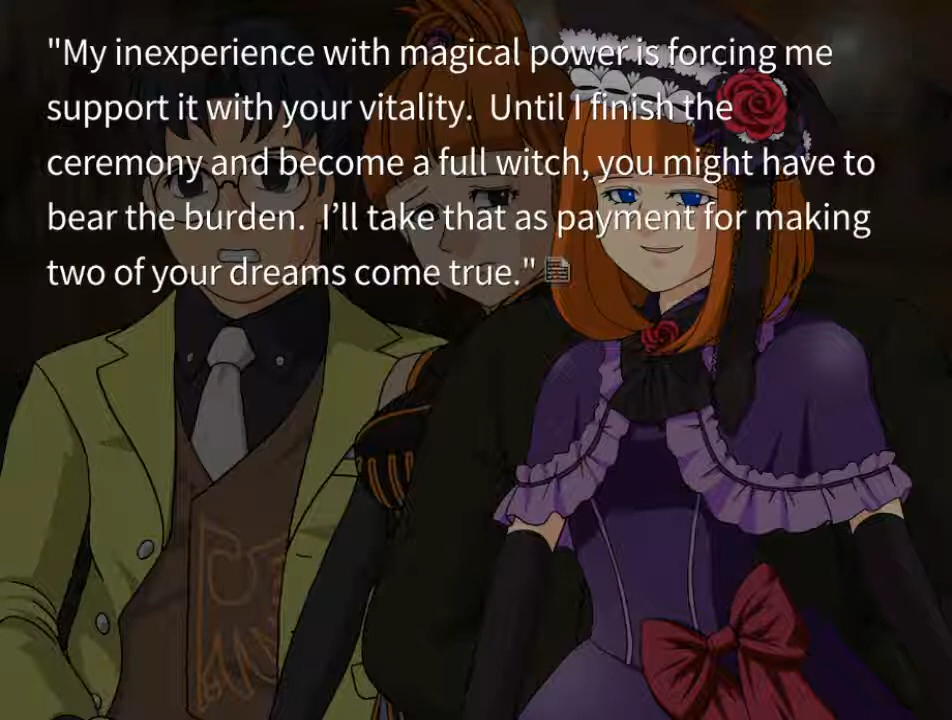 "My inexperience with magical power is forcing me
support it with your vitality.  Until I finish the
ceremony and become a full witch, you might have to
bear the burden.  I’ll take that as payment for making
two of your dreams come true."